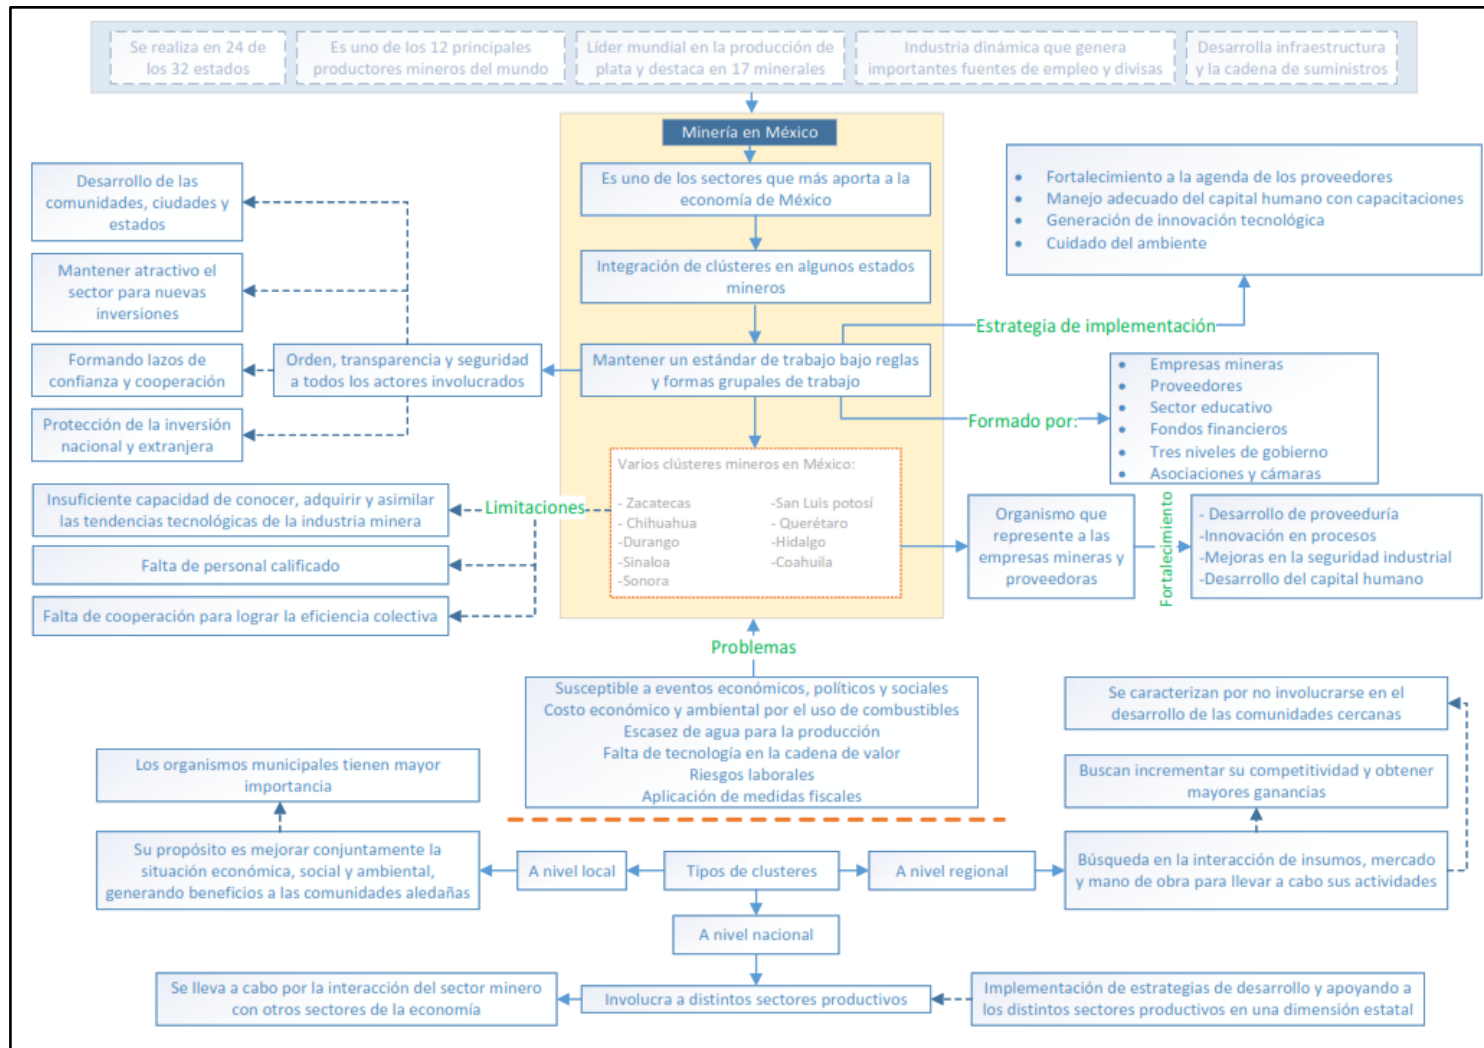 Se realiza en 24 de
los 32 estados
Es uno de los 12 principales
productores mineros del mundo
Líder mundial en la producción de
plata y destaca en 17 minerales
Industria dinámica que genera
importantes fuentes de empleo y divisas
Desarrolla infraestructura
y la cadena de suministros
Minería en México
Es uno de los sectores que más aporta a la
economía de México
Integración de clústeres en algunos estados
mineros
Mantener un estándar de trabajo bajo reglas
y formas grupales de trabajo
Orden, transparencia y seguridad
a todos los actores involucrados
Desarrollo de las
comunidades, ciudades y
estados
Mantener atractivo el
sector para nuevas
inversiones
Formando lazos de
confianza y cooperación
Protección de la inversión
nacional y extranjera
Estrategia de implementación
• Fortalecimiento a la agenda de los proveedores
• Manejo adecuado del capital humano con capacitaciones
• Generación de innovación tecnológica
• Cuidado del ambiente
Formado por:
• Empresas mineras
• Proveedores
• Sector educativo
• Fondos financieros
• Tres niveles de gobierno
• Asociaciones y cámaras
Varios clústeres mineros en México:
- Zacatecas
- Chihuahua
-Durango
-Sinaloa
-Sonora
-San Luis potosí
- Querétaro
-Hidalgo
-Coahuila
Limitaciones
Insuficiente capacidad de conocer, adquirir y asimilar
las tendencias tecnológicas de la industria minera
Falta de personal calificado
Falta de cooperación para lograr la eficiencia colectiva
Organismo que
represente a las
empresas mineras y
proveedoras
Fortalecimiento
- Desarrollo de proveeduría
-Innovación en procesos
-Mejoras en la seguridad industrial
-Desarrollo del capital humano
Problemas
Susceptible a eventos económicos, políticos y sociales
Costo económico y ambiental por el uso de combustibles
Escasez de agua para la producción
Falta de tecnología en la cadena de valor
Riesgos laborales
Aplicación de medidas fiscales
Tipos de clusteres
A nivel local
Su propósito es mejorar conjuntamente la
situación económica, social y ambiental,
generando beneficios a las comunidades aledañas
Los organismos municipales tienen mayor
importancia
A nivel regional
Búsqueda en la interacción de insumos, mercado
y mano de obra para llevar a cabo sus actividades
Buscan incrementar su competitividad y obtener
mayores ganancias
Se caracterizan por no involucrarse en el
desarrollo de las comunidades cercanas
A nivel nacional
Involucra a distintos sectores productivos
Se lleva a cabo por la interacción del sector minero
con otros sectores de la economía
Implementación de estrategias de desarrollo y apoyando a
los distintos sectores productivos en una dimensión estatal